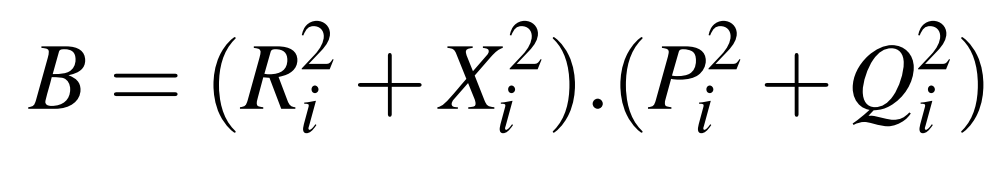 B = (R_i^2 + X_i^2).(P_i^2 + Q_i^2)